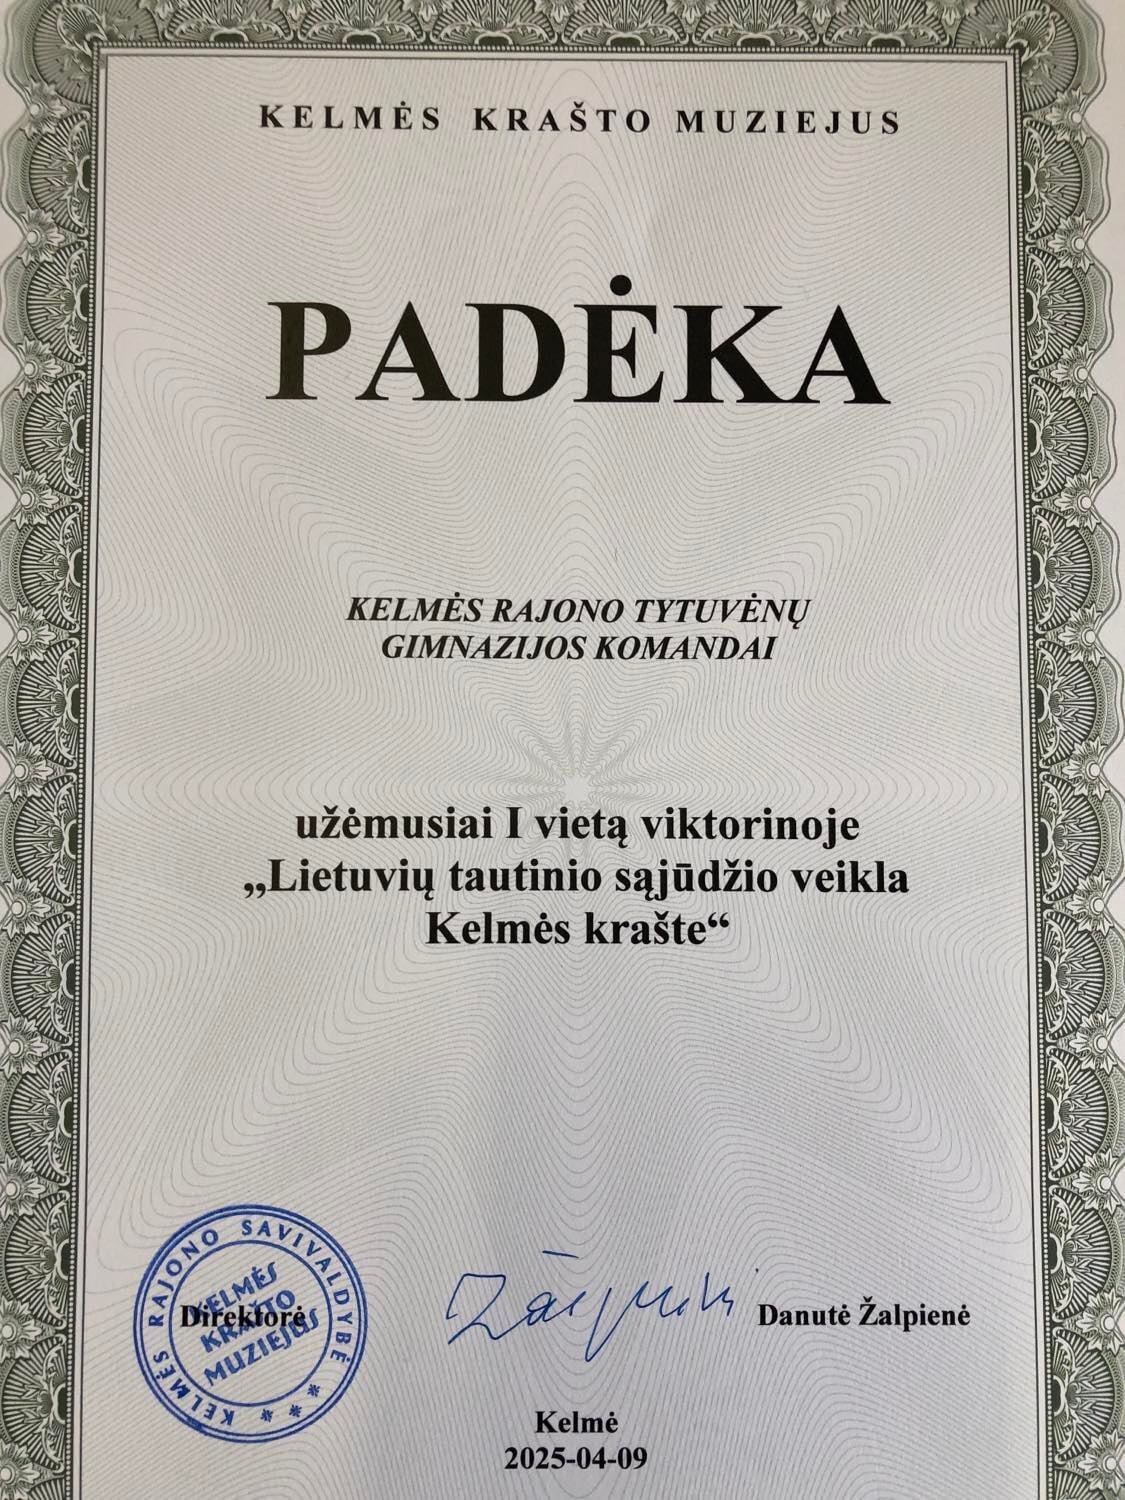 KELMĖS KRAŠTO MUZIEJUS
PADĖKA
KELMĖS RAJONO TYTUVĖNŲ
GIMNAZIJOS KOMANDAI
užėmusiai I vietą viktorinoje
„Lietuvių tautinio sąjūdžio veikla
Kelmės krašte“
KELMĖS RAJONO SAVIVALDYBĖ
KELMĖS
KRAŠTO
MUZIEJUS
Direktorė Danutė Žalpienė
Kelmė
2025-04-09